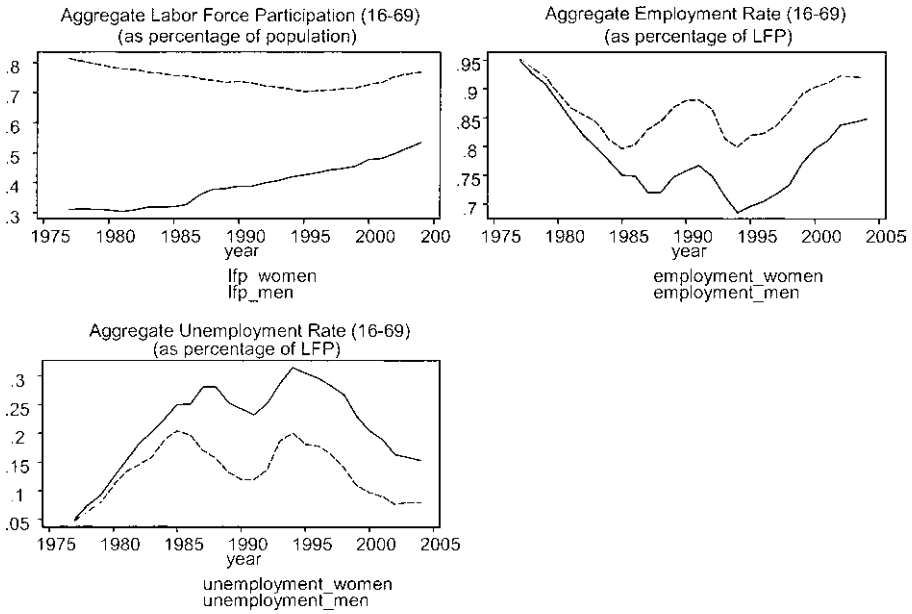 Aggregate Labor Force Participation (16-69)
(as percentage of population)
.8
.7
.6
.5
.4
.3
1975 1980 1985 1990 1995 2000 200
year
lfp_women
lfp_men
Aggregate Employment Rate (16-69)
(as percentage of LFP)
.95
.9
.85
.8
.75
.7
1975 1980 1985 1990 1995 2000 2005
year
employment_women
employment_men
Aggregate Unemployment Rate (16-69)
(as percentage of LFP)
.3
.25
.2
.15
.1
.05
1975 1980 1985 1990 1995 2000 2005
year
unemployment_women
unemployment_men